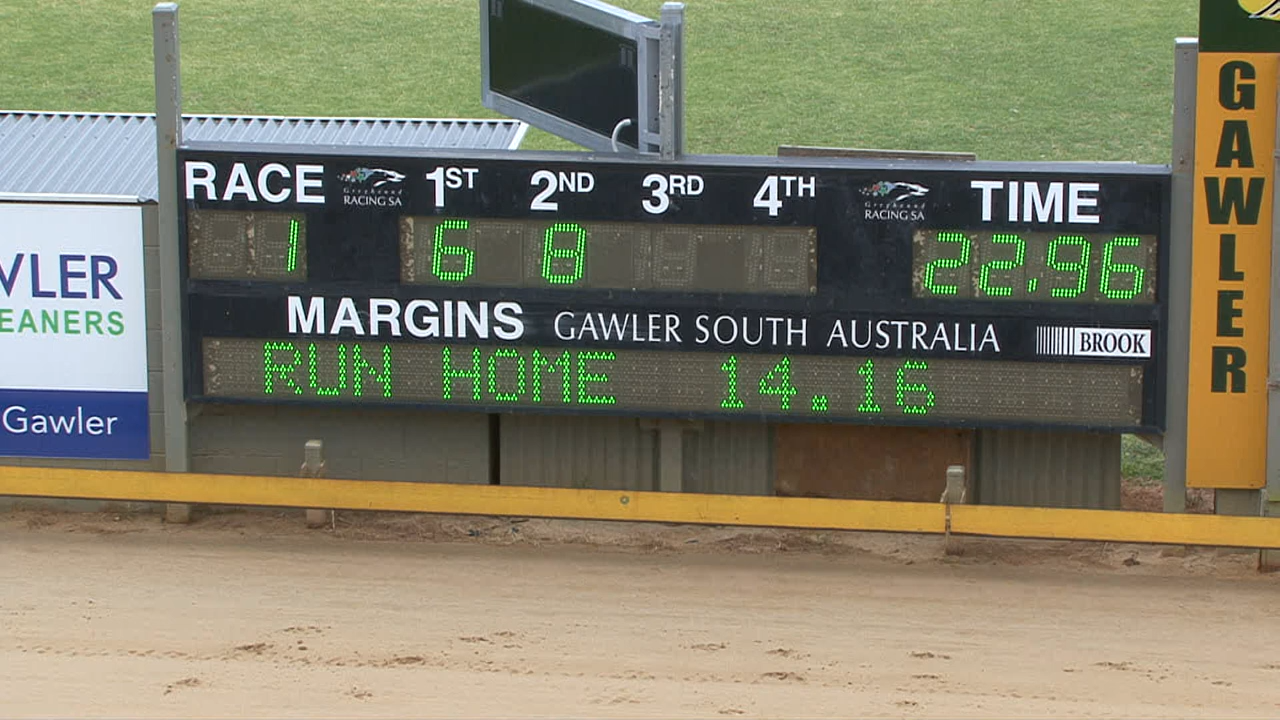 RACE Greyhound RACING SA 1ST 2ND 3RD 4TH Greyhound RACING SA TIME
1 6 8 22.96
MARGINS GAWLER SOUTH AUSTRALIA BROOK
RUN HOME 14.16
WLER
EANERS
Gawler
GAWLER